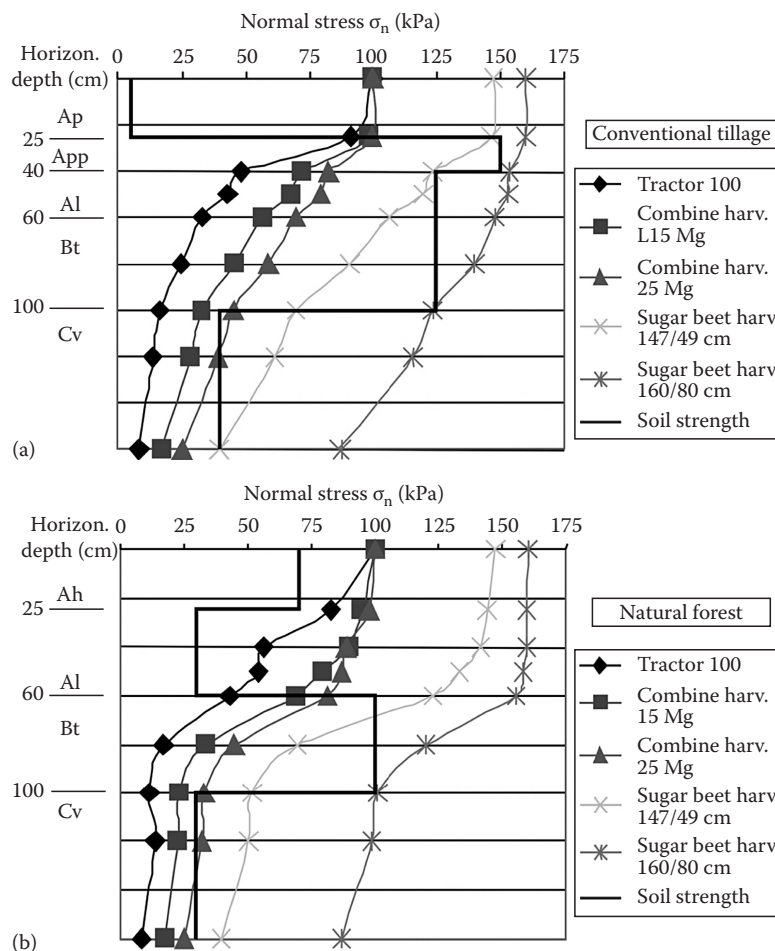 Normal stress σn (kPa)
Horizon. 0 25 50 75 100 125 150 175
depth (cm)
Ap
25
App
40
Al
60
Bt
100
Cv
(a)
Conventional tillage
Tractor 100
Combine harv.
L15 Mg
Combine harv.
25 Mg
Sugar beet harv
147/49 cm
Sugar beet harv
160/80 cm
Soil strength
Normal stress σn (kPa)
Horizon. 0 25 50 75 100 125 150 175
depth (cm)
Ah
25
Al
60
Bt
100
Cv
(b)
Natural forest
Tractor 100
Combine harv.
15 Mg
Combine harv.
25 Mg
Sugar beet harv
147/49 cm
Sugar beet harv
160/80 cm
Soil strength